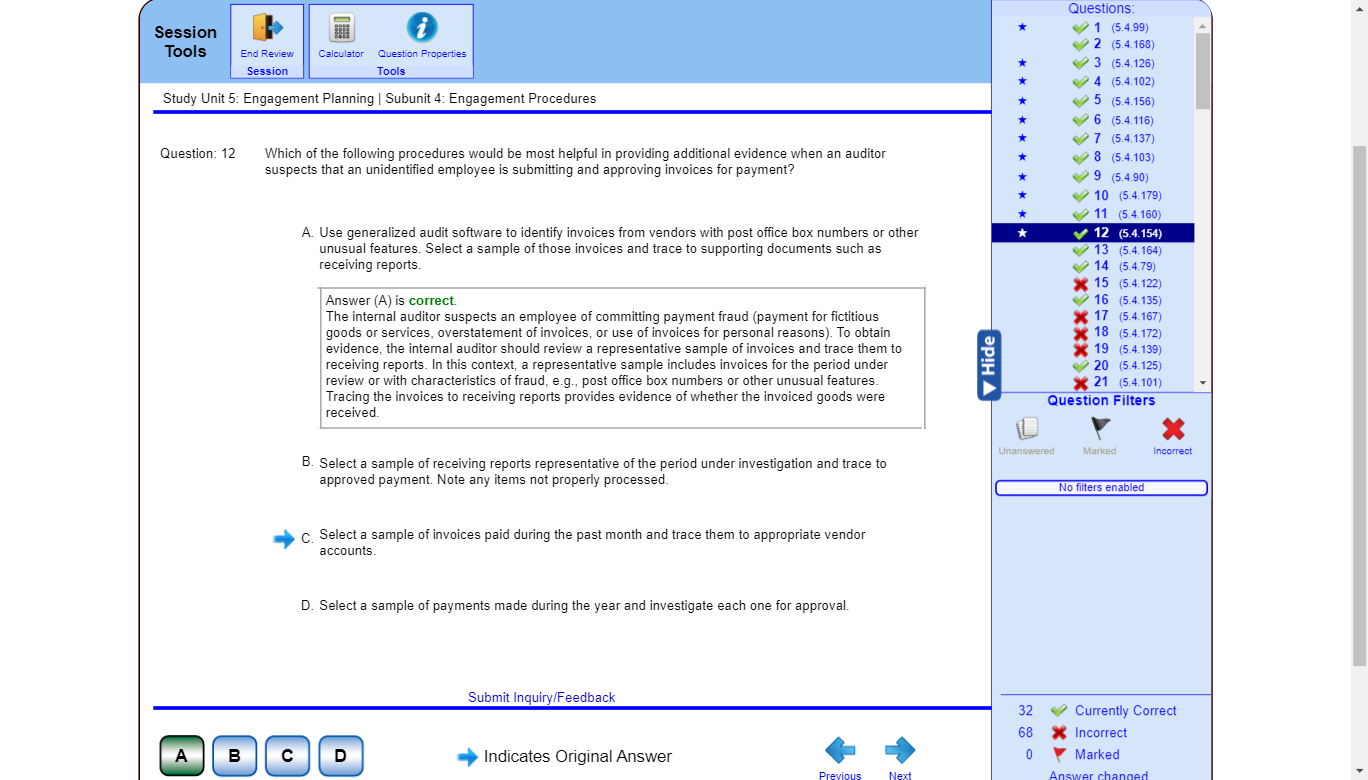 Session
Tools
End Review
Session
Calculator
Question Properties
Tools
Study Unit 5: Engagement Planning | Subunit 4: Engagement Procedures
Question: 12
Which of the following procedures would be most helpful in providing additional evidence when an auditor
suspects that an unidentified employee is submitting and approving invoices for payment?
A. Use generalized audit software to identify invoices from vendors with post office box numbers or other
unusual features. Select a sample of those invoices and trace to supporting documents such as
receiving reports.
Answer (A) is correct.
The internal auditor suspects an employee of committing payment fraud (payment for fictitious
goods or services, overstatement of invoices, or use of invoices for personal reasons). To obtain
evidence, the internal auditor should review a representative sample of invoices and trace them to
receiving reports. In this context, a representative sample includes invoices for the period under
review or with characteristics of fraud, e.g., post office box numbers or other unusual features.
Tracing the invoices to receiving reports provides evidence of whether the invoiced goods were
received.
B. Select a sample of receiving reports representative of the period under investigation and trace to
approved payment. Note any items not properly processed.
C. Select a sample of invoices paid during the past month and trace them to appropriate vendor
accounts.
D. Select a sample of payments made during the year and investigate each one for approval.
Submit Inquiry/Feedback
A B C D
Indicates Original Answer
Previous
Next
Questions:
1 (5.4.99)
2 (5.4.168)
3 (5.4.126)
4 (5.4.102)
5 (5.4.156)
6 (5.4.116)
7 (5.4.137)
8 (5.4.103)
9 (5.4.90)
10 (5.4.179)
11 (5.4.160)
12 (5.4.154)
13 (5.4.164)
14 (5.4.79)
15 (5.4.122)
16 (5.4.135)
17 (5.4.167)
18 (5.4.172)
19 (5.4.139)
20 (5.4.125)
21 (5.4.101)
Hide
Question Filters
Unanswered
Marked
Incorrect
No filters enabled
32 Currently Correct
68 Incorrect
0 Marked
Answer changed